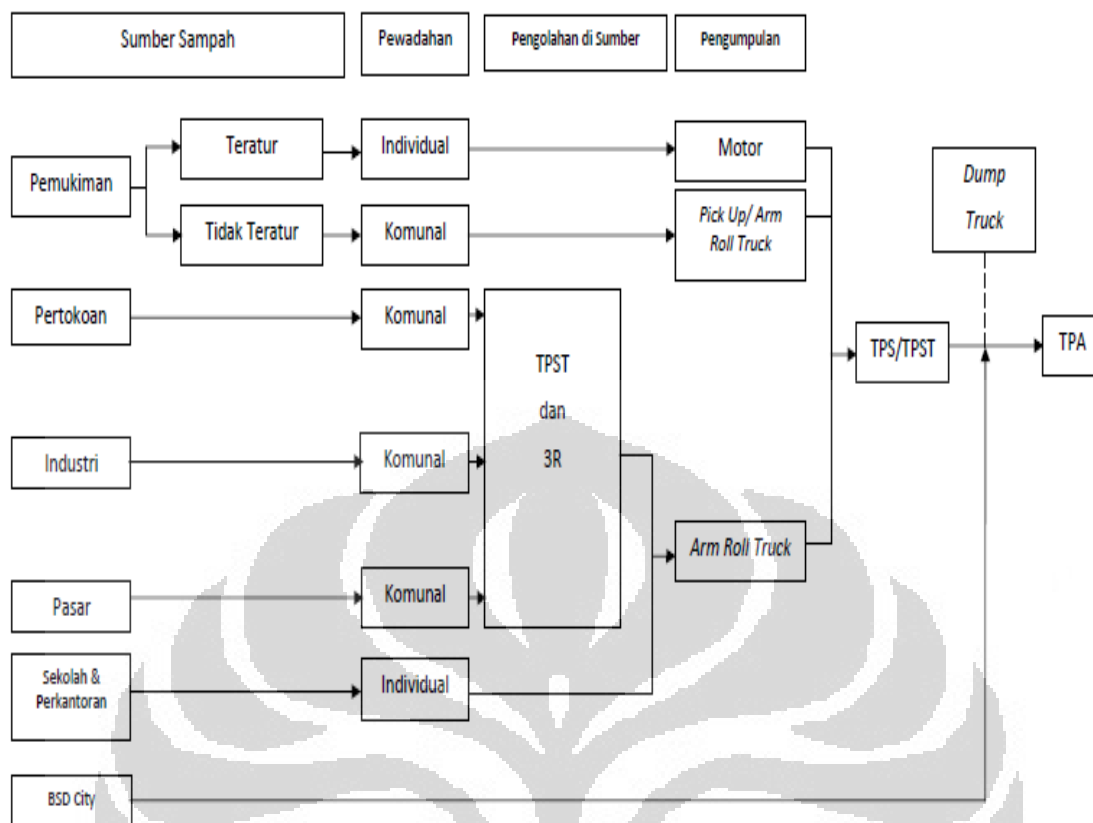 Sumber Sampah
Pewadahan
Pengolahan di Sumber
Pengumpulan
Pemukiman
Teratur
Individual
Motor
Tidak Teratur
Komunal
Pick Up/ Arm
Roll Truck
Dump
Truck
Pertokoan
Komunal
TPST
dan
3R
TPS/TPST
TPA
Industri
Komunal
Arm Roll Truck
Pasar
Komunal
Sekolah &
Perkantoran
Individual
BSD City